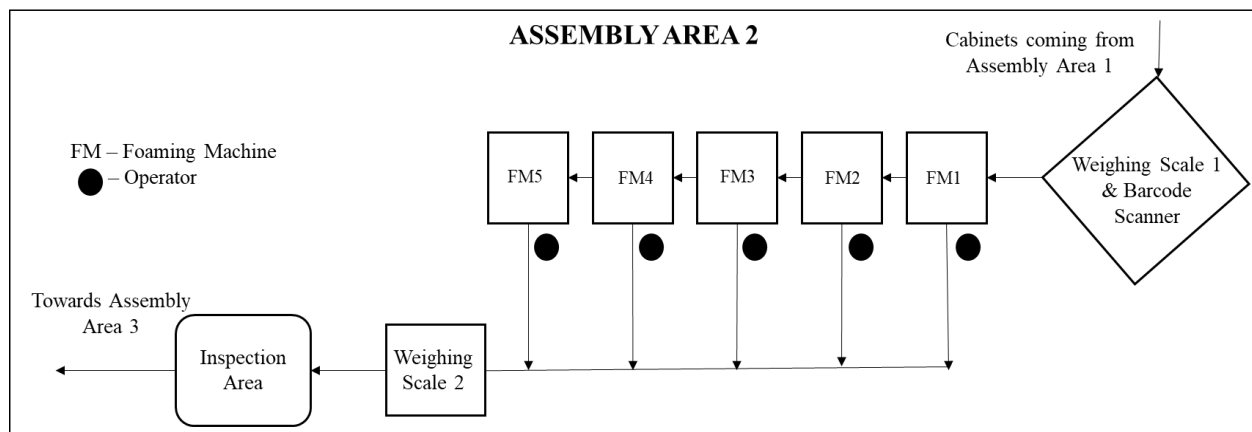 ASSEMBLY AREA 2
Cabinets coming from
Assembly Area 1
FM – Foaming Machine
– Operator
FM5
FM4
FM3
FM2
FM1
Weighing Scale 1
& Barcode
Scanner
Towards Assembly
Area 3
Inspection
Area
Weighing
Scale 2